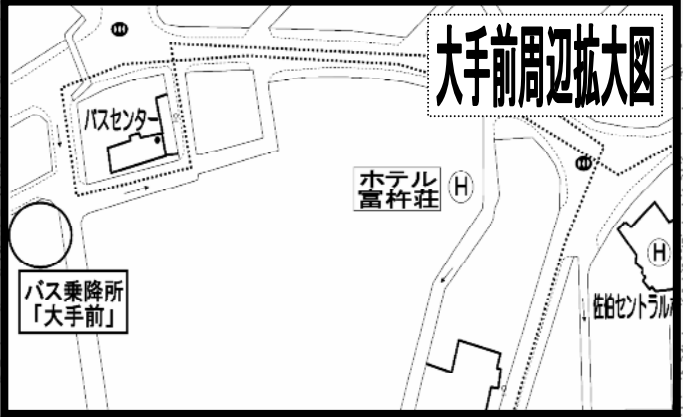 大手前周辺拡大図
バスセンター
ホテル
富杵荘
H
バス乗降所
「大手前」
H
佐伯セントラルホ